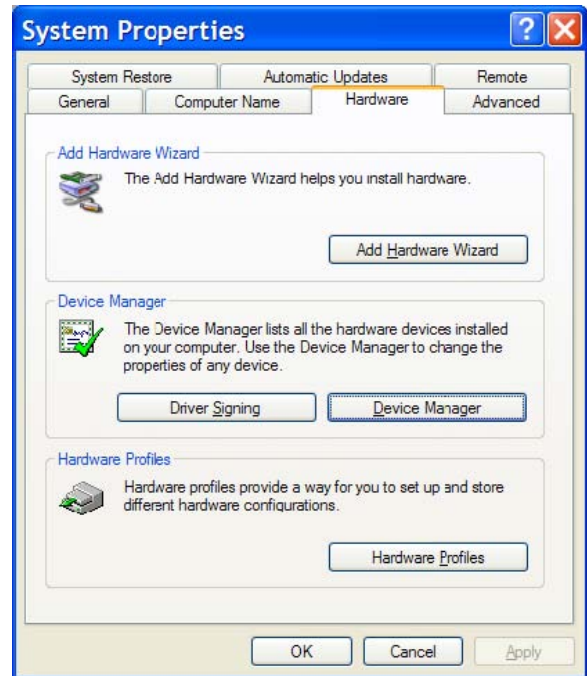 System Properties
System Restore Automatic Updates Remote
General Computer Name Hardware Advanced
Add Hardware Wizard
The Add Hardware Wizard helps you install hardware.
Add Hardware Wizard
Device Manager
The Device Manager lists all the hardware devices installed
on your computer. Use the Device Manager to change the
properties of any device.
Driver Signing Device Manager
Hardware Profiles
Hardware profiles provide a way for you to set up and store
different hardware configurations.
Hardware Profiles
OK Cancel Apply